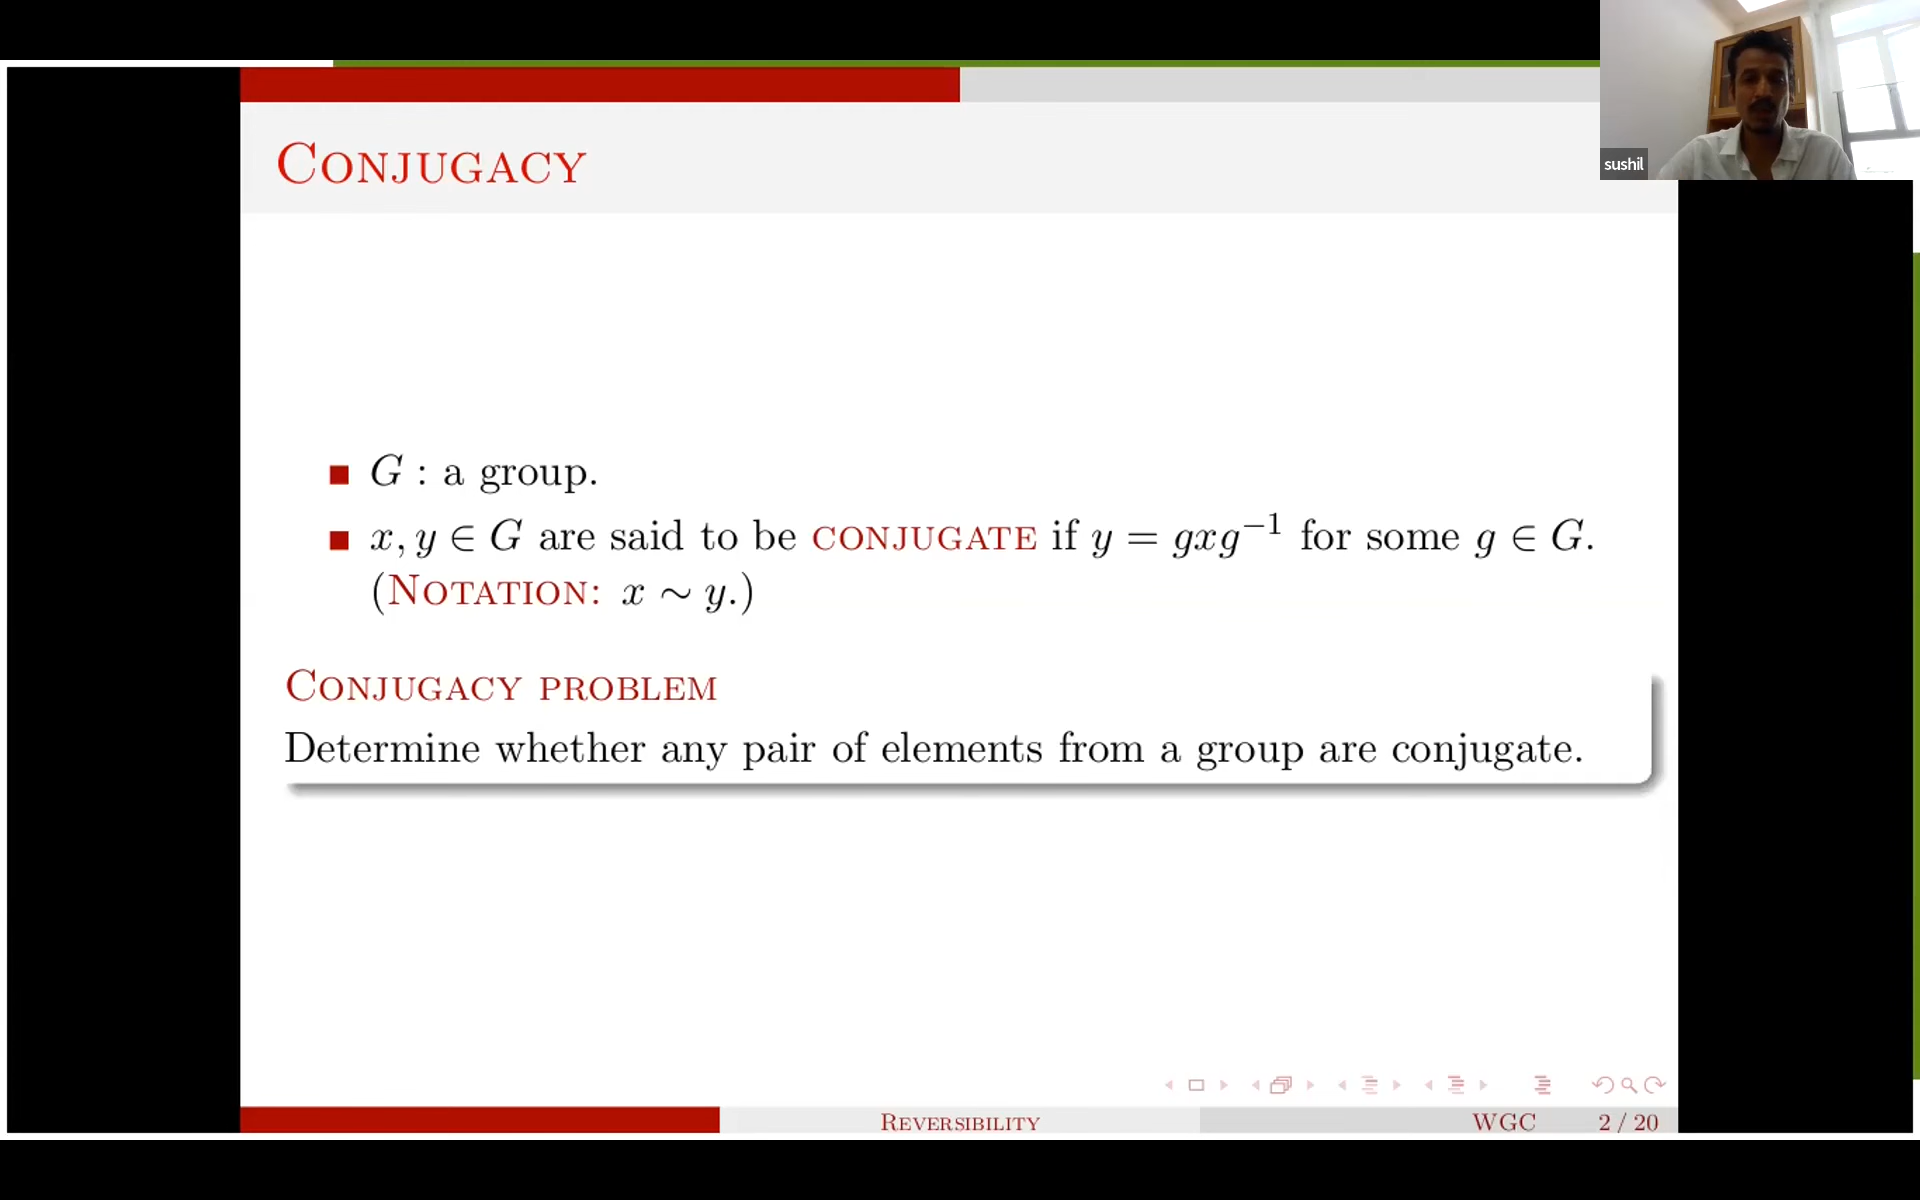 sushil
CONJUGACY
■ G : a group.
■ x, y ∈ G are said to be CONJUGATE if y = gxg⁻¹ for some g ∈ G.
(NOTATION: x ∼ y.)
CONJUGACY PROBLEM
Determine whether any pair of elements from a group are conjugate.
REVERSIBILITY WGC 2 / 20